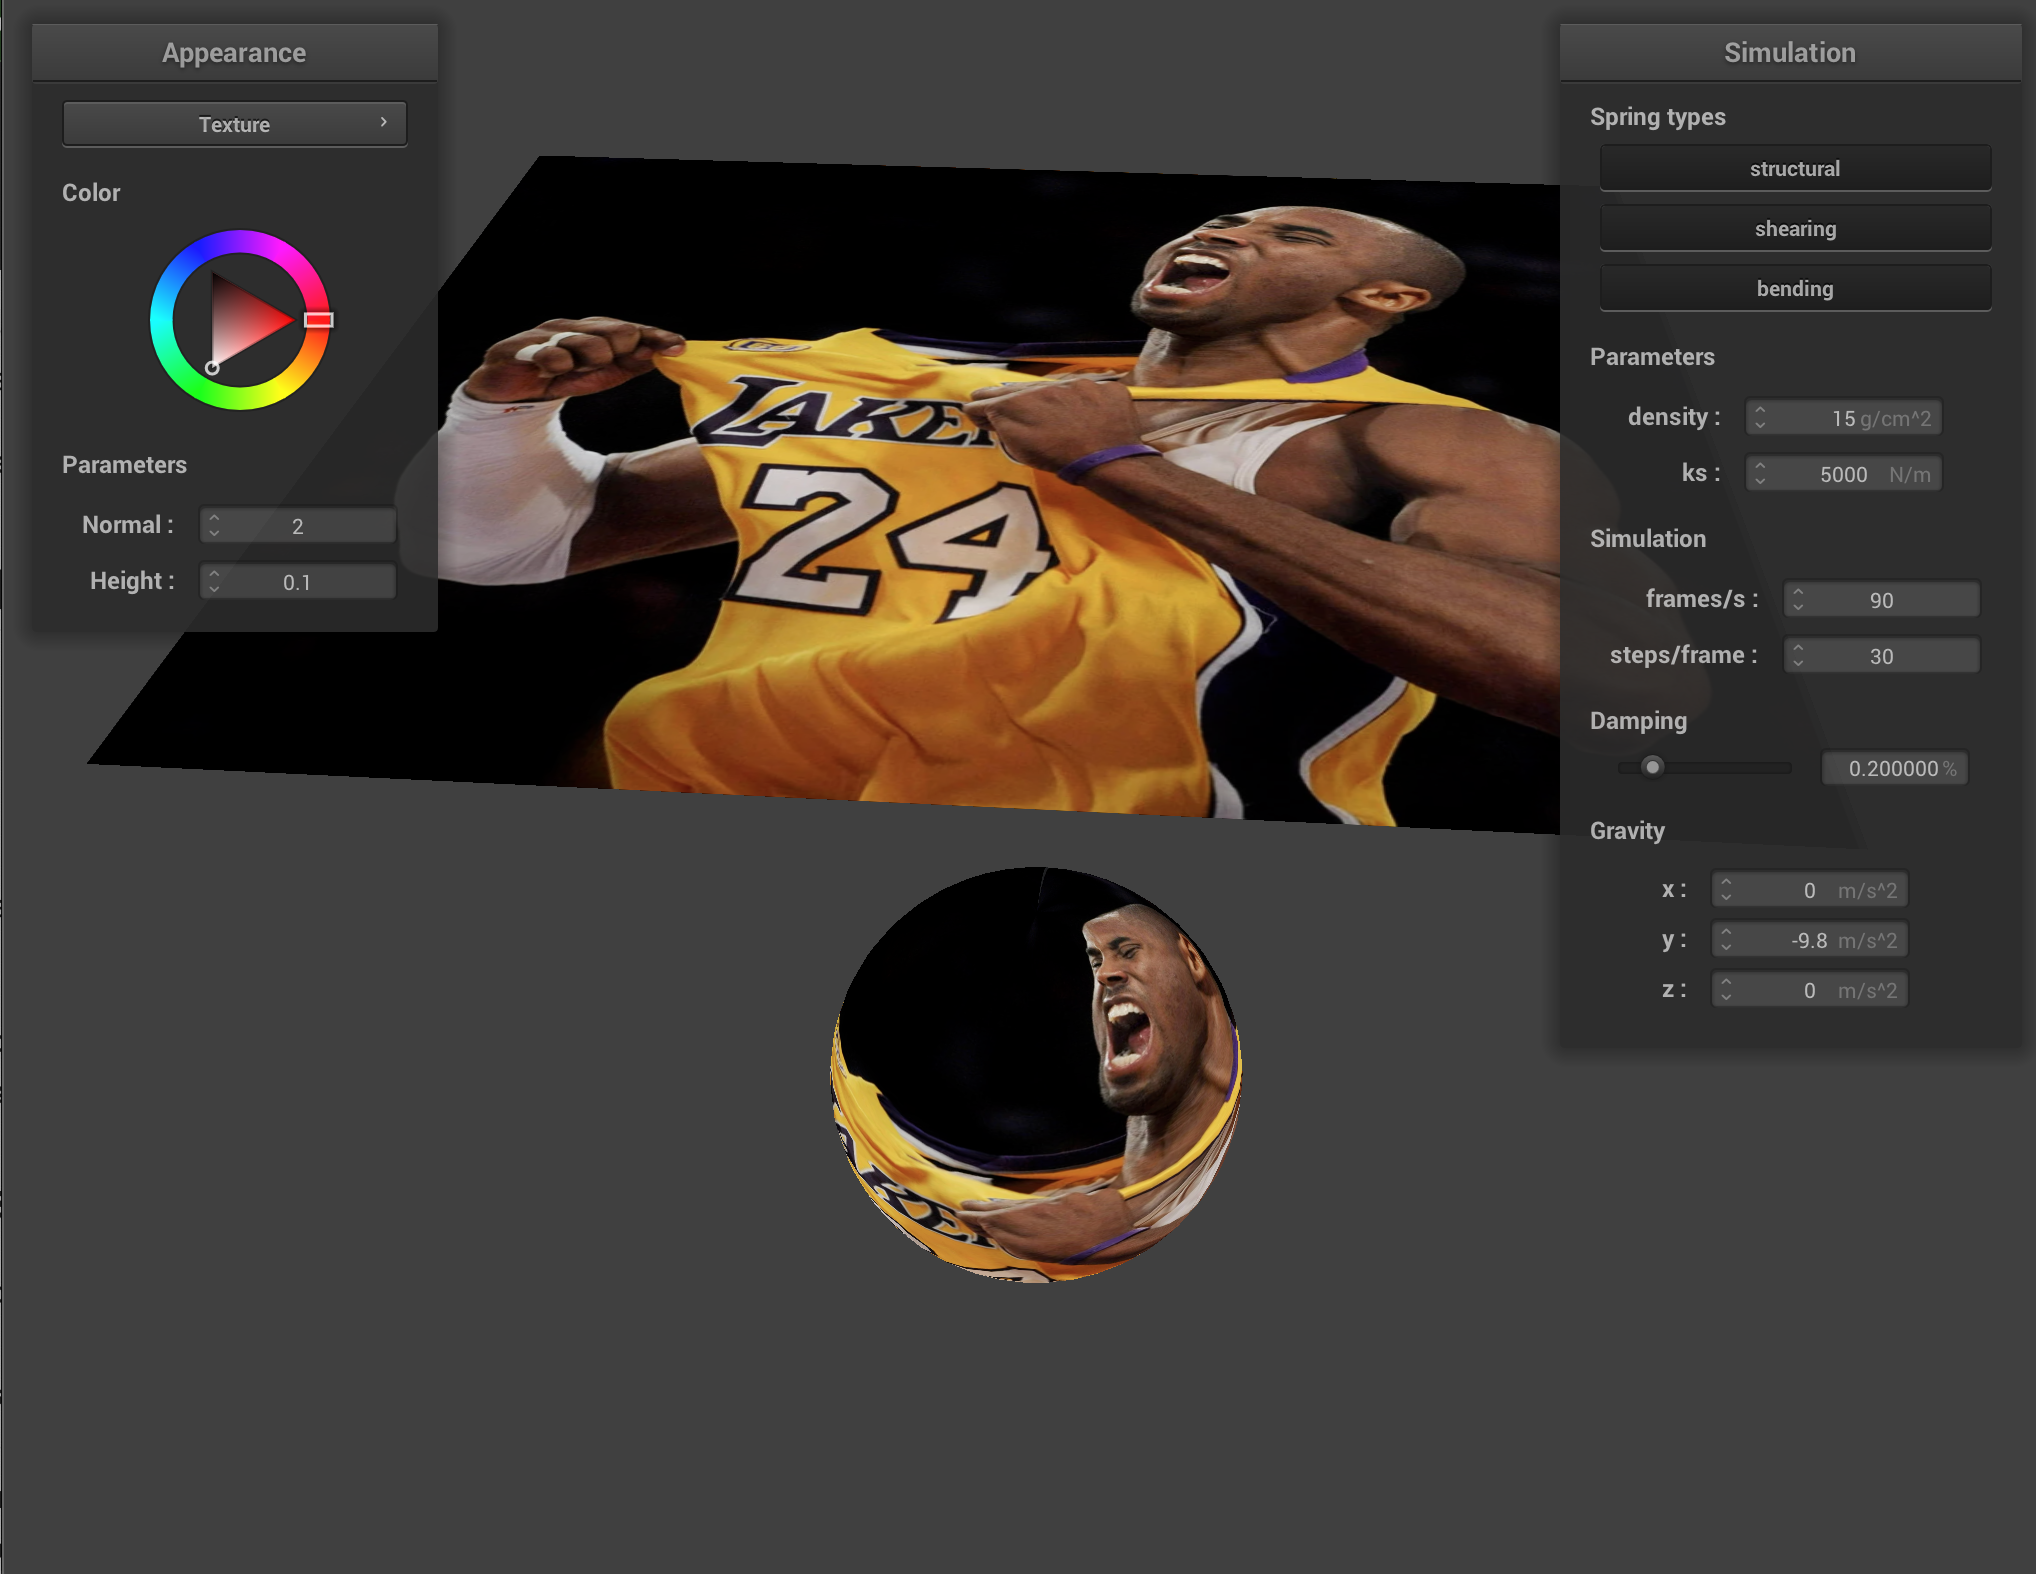 Appearance
Texture
Color
Parameters
Normal : 2
Height : 0.1
LAKE
24
KE
Simulation
Spring types
structural
shearing
bending
Parameters
density : 15 g/cm^2
ks : 5000 N/m
Simulation
frames/s : 90
steps/frame : 30
Damping
0.200000 %
Gravity
x : 0 m/s^2
y : -9.8 m/s^2
z : 0 m/s^2